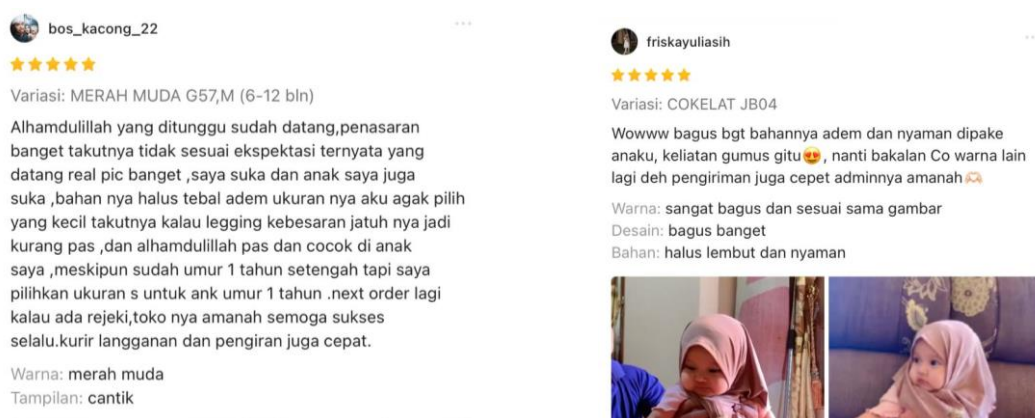 bos_kacong_22
Variasi: MERAH MUDA G57,M (6-12 bln)
Alhamdulillah yang ditunggu sudah datang,penasaran
banget takutnya tidak sesuai ekspektasi ternyata yang
datang real pic banget ,saya suka dan anak saya juga
suka ,bahan nya halus tebal adem ukuran nya aku agak pilih
yang kecil takutnya kalau legging kebesaran jatuh nya jadi
kurang pas ,dan alhamdulillah pas dan cocok di anak
saya ,meskipun sudah umur 1 tahun setengah tapi saya
pilihkan ukuran s untuk ank umur 1 tahun .next order lagi
kalau ada rejeki,toko nya amanah semoga sukses
selalu.kurir langganan dan pengiran juga cepat.
Warna: merah muda
Tampilan: cantik
friskayuliasih
Variasi: COKELAT JB04
Wowww bagus bgt bahannya adem dan nyaman dipake
anaku, keliatan gumus gitu😍, nanti bakalan Co warna lain
lagi deh pengiriman juga cepet adminnya amanah🫶🏻
Warna: sangat bagus dan sesuai sama gambar
Desain: bagus banget
Bahan: halus lembut dan nyaman